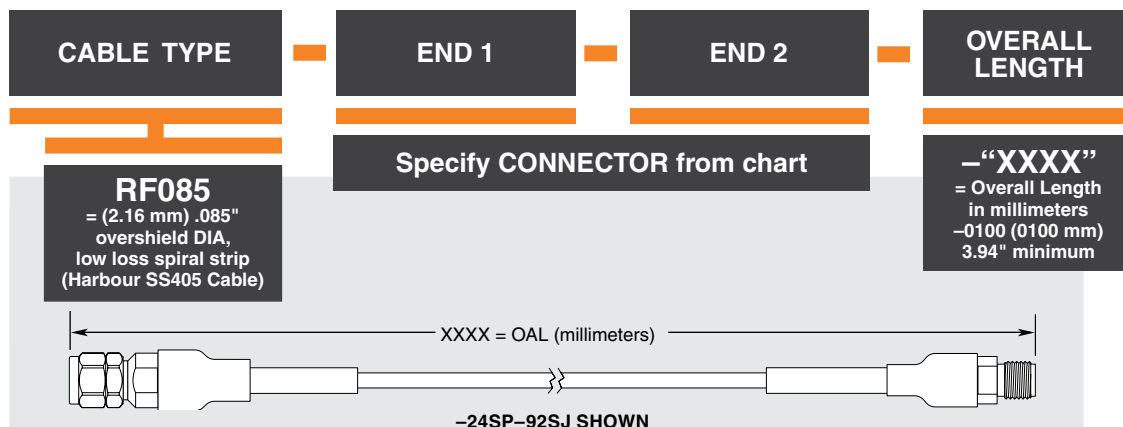 CABLE TYPE
END 1
END 2
OVERALL
LENGTH
RF085
= (2.16 mm) .085"
overshield DIA,
low loss spiral strip
(Harbour SS405 Cable)
Specify CONNECTOR from chart
–“XXXX”
= Overall Length
in millimeters
–0100 (0100 mm)
3.94" minimum
XXXX = OAL (millimeters)
–24SP–92SJ SHOWN